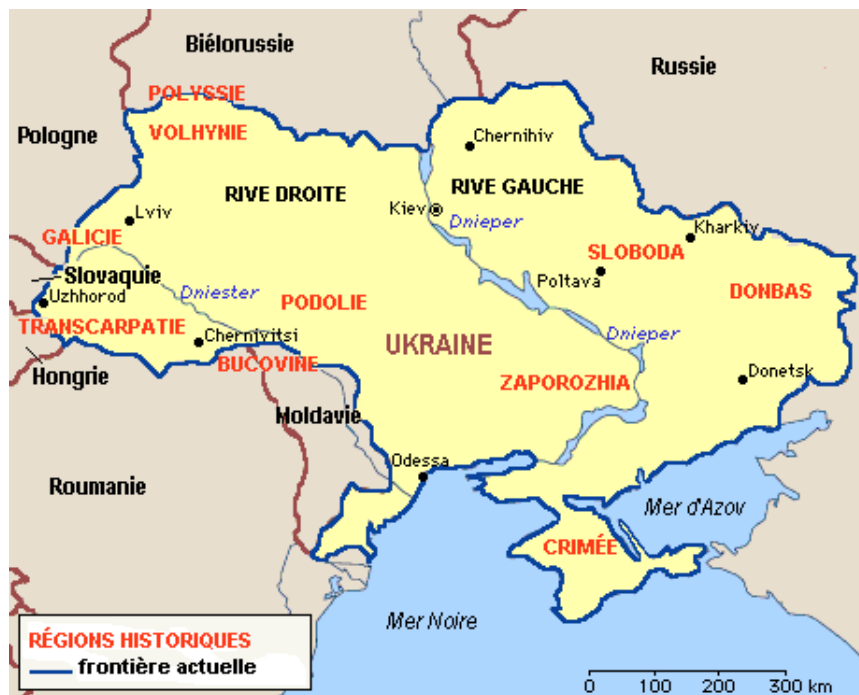 Biélorussie
Russie
POLYSSIE
Pologne
VOLHYNIE
Chernihiv
RIVE DROITE
RIVE GAUCHE
Lviv
Kiev
Dnieper
GALICIE
Kharkiv
SLOBODA
Slovaquie
Poltava
Uzhhorod
Dniester
PODOLIE
DONBAS
TRANSCARPATIE
Chernivitsi
UKRAINE
Dnieper
BUCOVINE
Hongrie
ZAPOROZHIA
Donetsk
Moldavie
Odessa
Roumanie
Mer d'Azov
CRIMÉE
Mer Noire
RÉGIONS HISTORIQUES
frontière actuelle
0 100 200 300 km